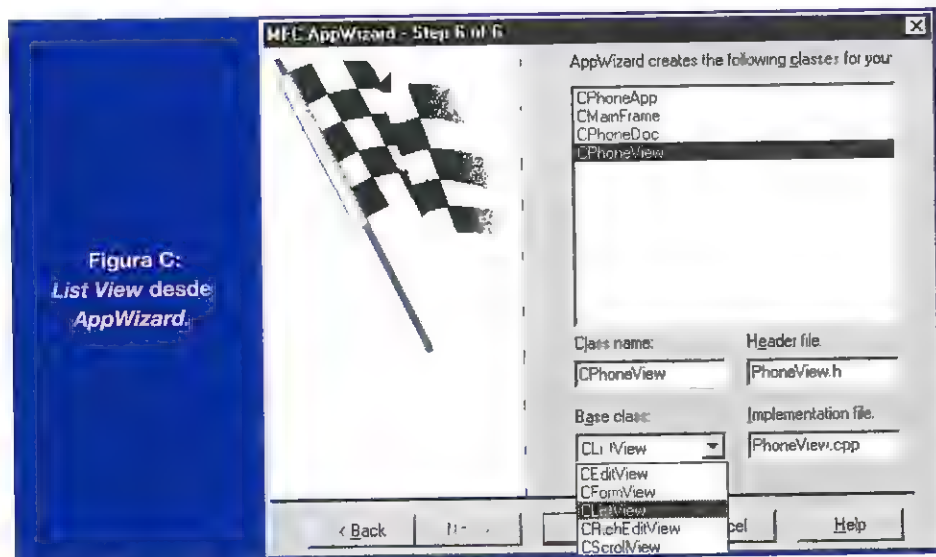 Figura C:
List View desde
AppWizard.
MFC AppWizard - Step 6 of 6
AppWizard creates the following classes for your
CPhoneApp
CMainFrame
CPhoneDoc
CPhoneView
Class name:
Header file.
CPhoneView
PhoneView.h
Base class:
Implementation file.
CListView
PhoneView.cpp
CEditView
CFormView
CListView
CRichEditView
CScrollView
< Back
Help